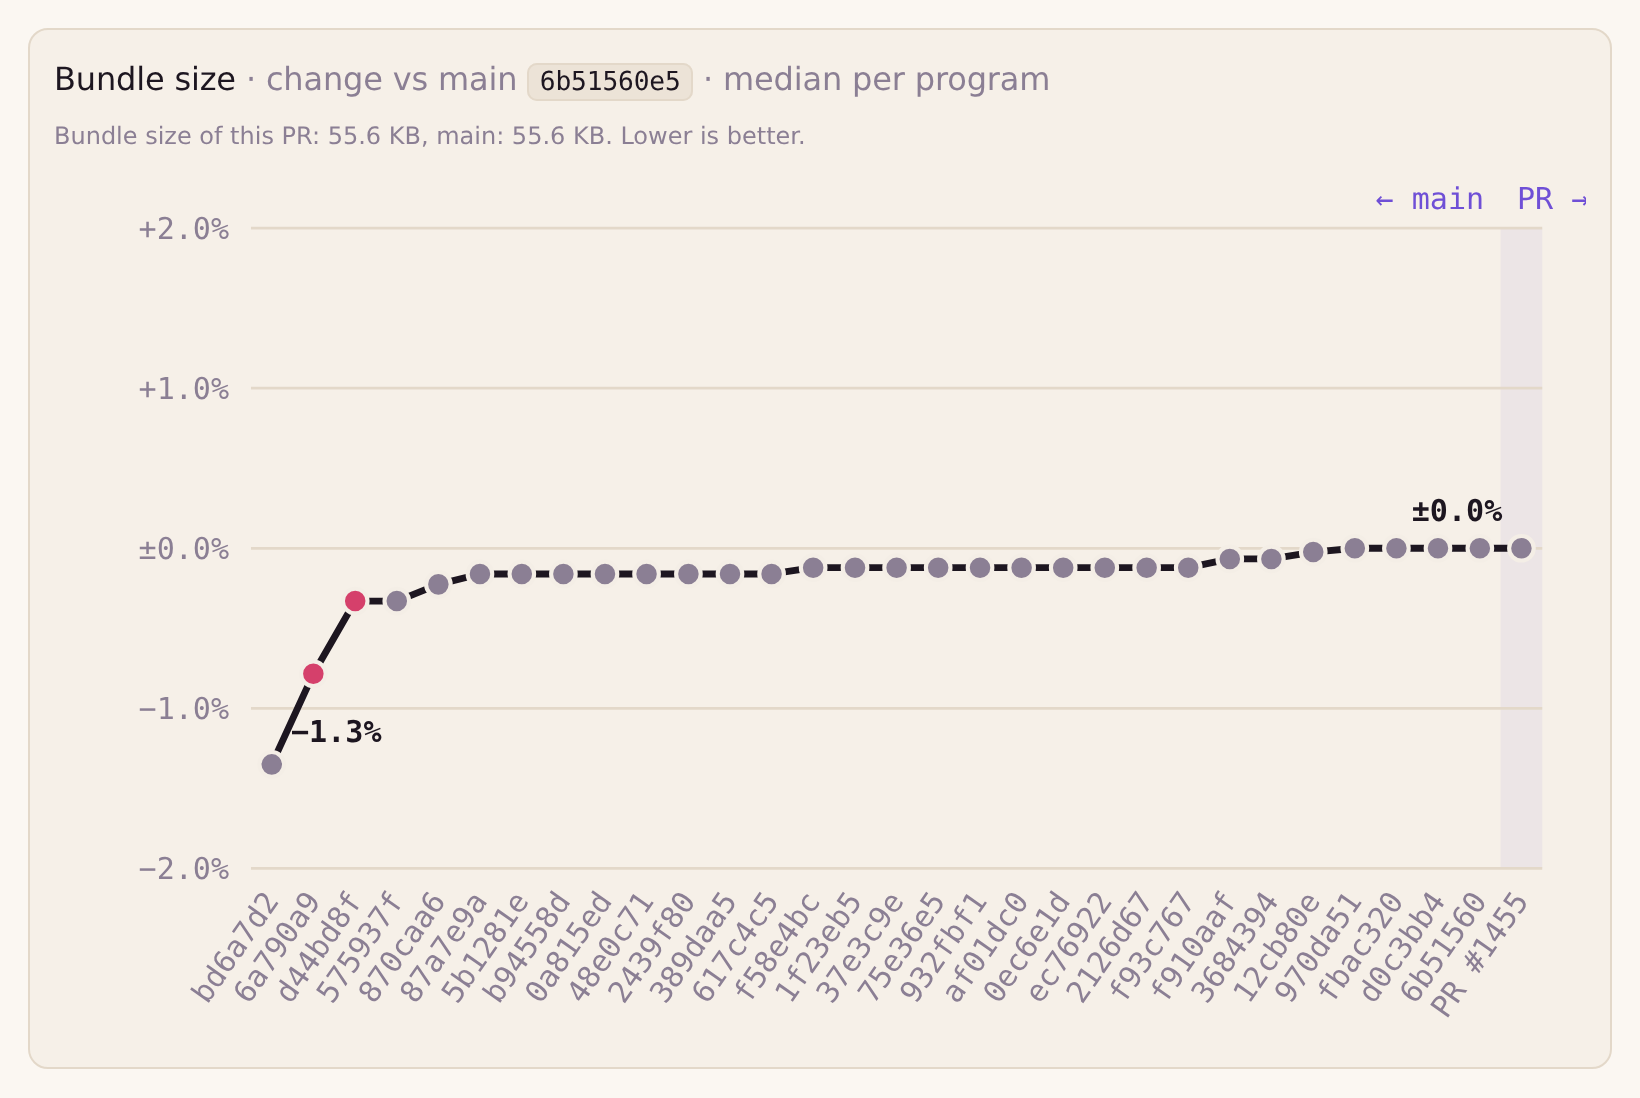 Bundle size · change vs main 6b51560e5 · median per program
Bundle size of this PR: 55.6 KB, main: 55.6 KB. Lower is better.
← main PR →
+2.0%
+1.0%
±0.0%
−1.0%
−2.0%
±0.0%
−1.3%
bd6a7d2
6a790a9
d44bd8f
575937f
870caa6
87a7e9a
5b1281e
b94558d
0a815ed
48e0c71
2439f80
389daa5
617c4c5
f58e4bc
1f23eb5
37e3c9e
75e36e5
932fbf1
af01dc0
0ec6e1d
ec76922
2126d67
f93c767
f910aaf
3684394
12cb80e
970da51
fbac320
d0c3bb4
6b51560
PR #1455